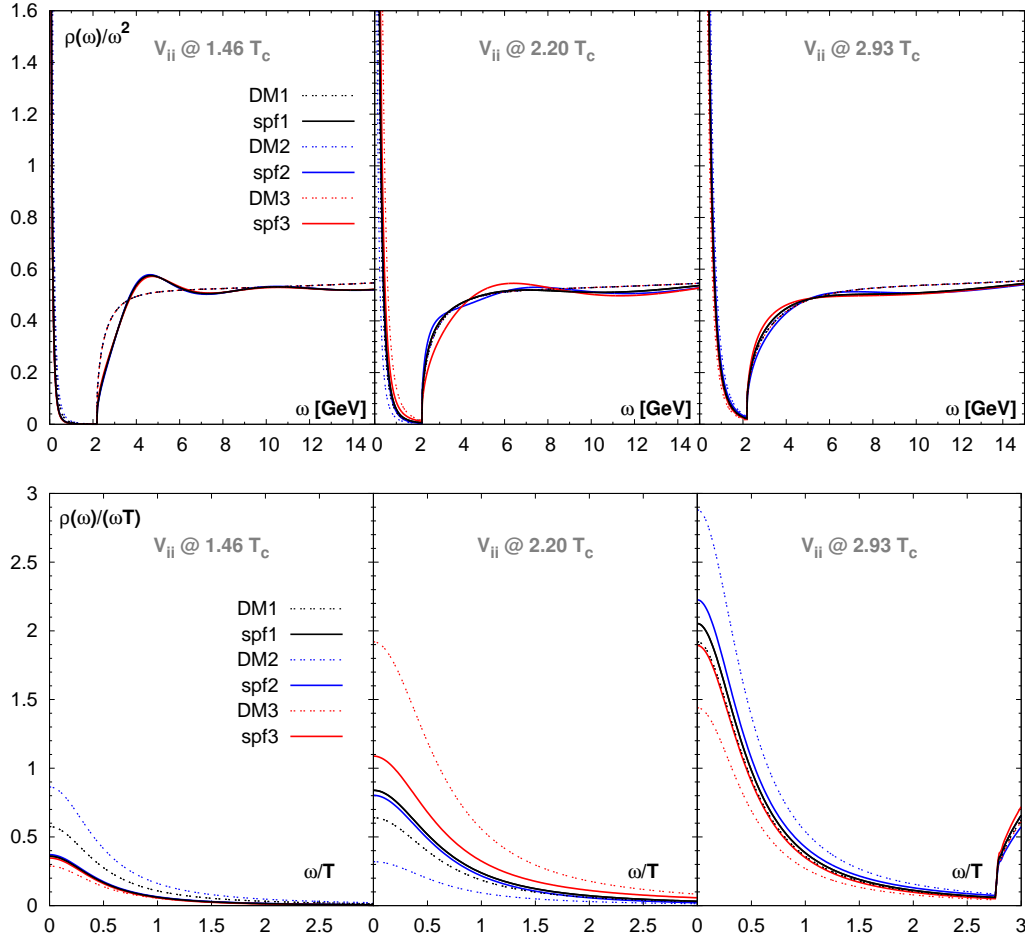 1.6
1.4
1.2
1
0.8
0.6
0.4
0.2
0
ρ(ω)/ω²
V_ii @ 1.46 T_c
V_ii @ 2.20 T_c
V_ii @ 2.93 T_c
DM1
spf1
DM2
spf2
DM3
spf3
ω [GeV]
ω [GeV]
ω [GeV]
0 2 4 6 8 10 12 14
0 2 4 6 8 10 12 14
0 2 4 6 8 10 12 14
3
2.5
2
1.5
1
0.5
0
ρ(ω)/(ωT)
V_ii @ 1.46 T_c
V_ii @ 2.20 T_c
V_ii @ 2.93 T_c
DM1
spf1
DM2
spf2
DM3
spf3
ω/T
ω/T
ω/T
0 0.5 1 1.5 2 2.5
0 0.5 1 1.5 2 2.5
0 0.5 1 1.5 2 2.5 3